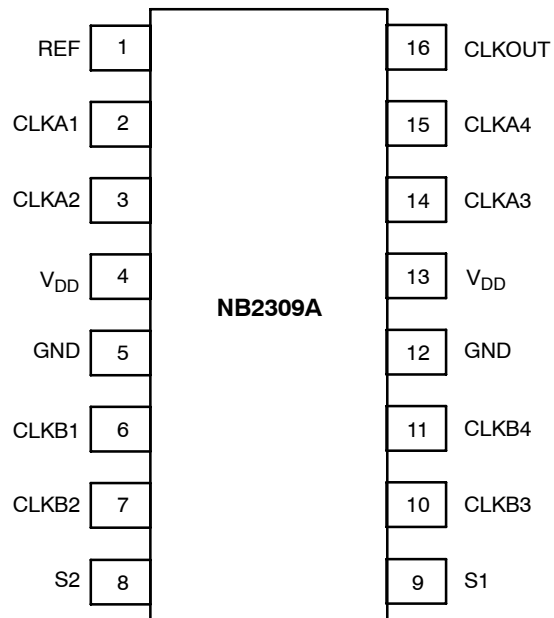 REF 1 16 CLKOUT
CLKA1 2 15 CLKA4
CLKA2 3 14 CLKA3
VDD 4 13 VDD
NB2309A
GND 5 12 GND
CLKB1 6 11 CLKB4
CLKB2 7 10 CLKB3
S2 8 9 S1